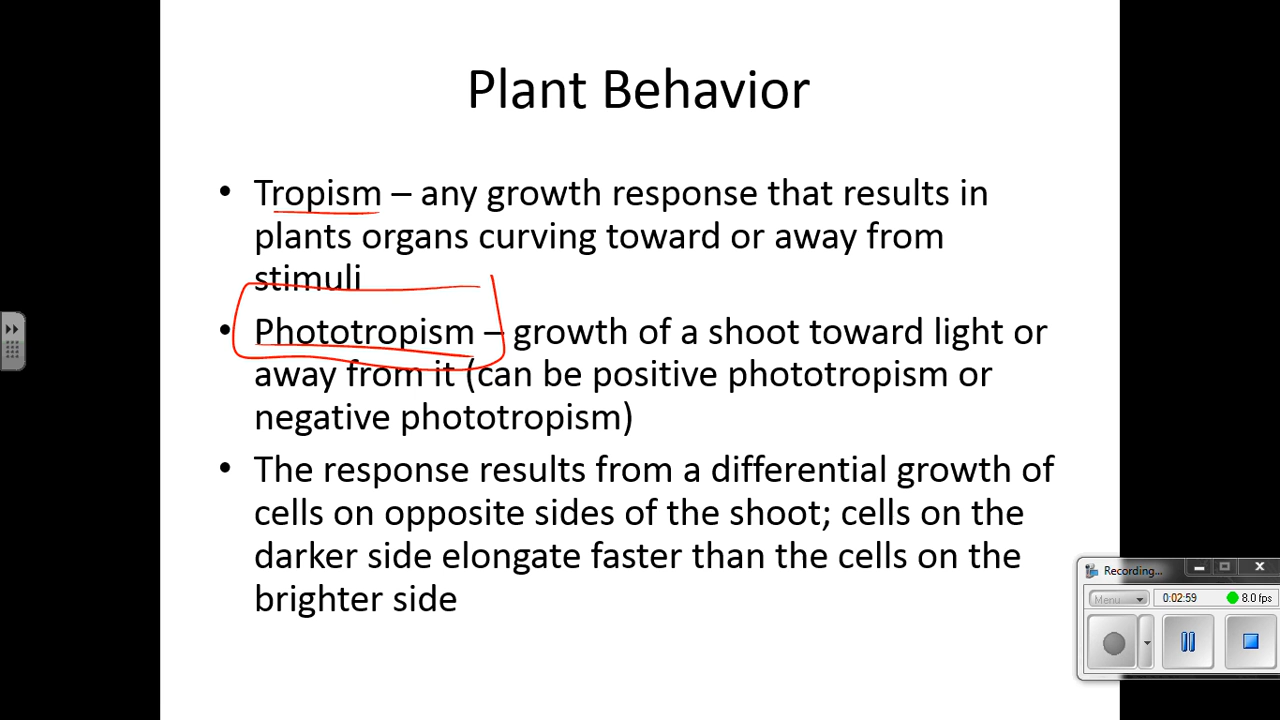 Plant Behavior
• Tropism – any growth response that results in
plants organs curving toward or away from
stimuli
• Phototropism – growth of a shoot toward light or
away from it (can be positive phototropism or
negative phototropism)
• The response results from a differential growth of
cells on opposite sides of the shoot; cells on the
darker side elongate faster than the cells on the
brighter side
Recording...
Menu 0:02:59 8.0 fps